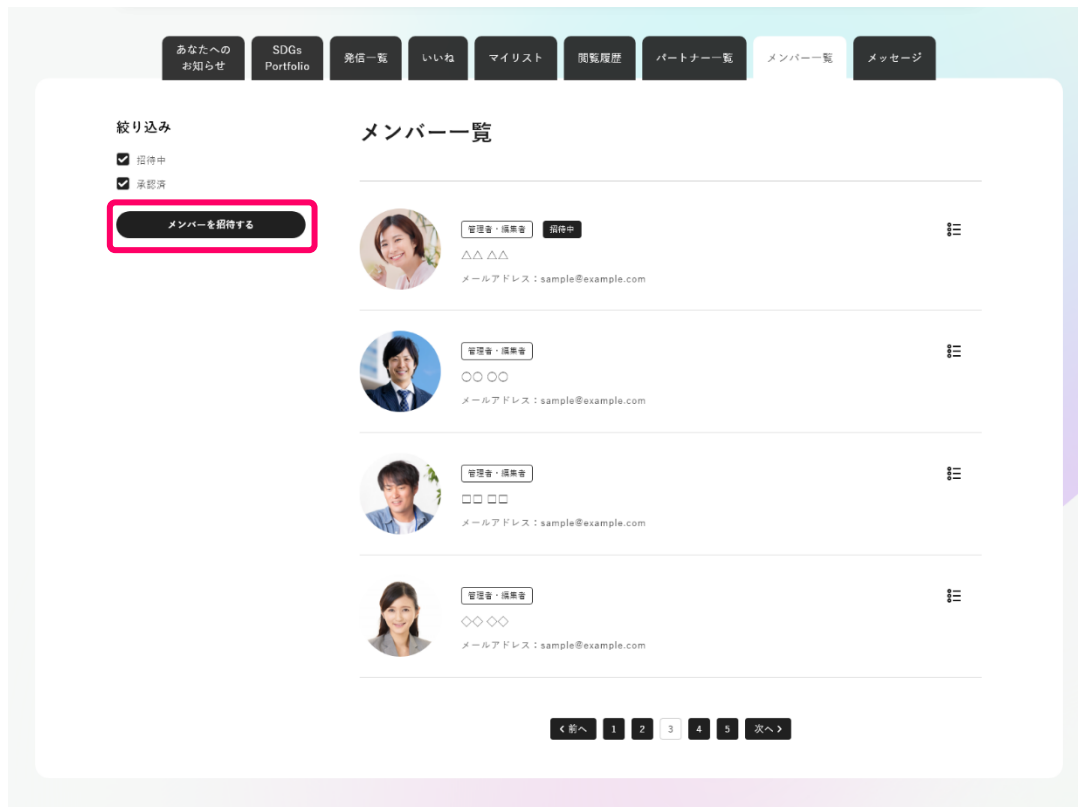 あなたへの
お知らせ
SDGs
Portfolio
発信一覧
いいね
マイリスト
閲覧履歴
パートナー一覧
メンバー一覧
メッセージ
絞り込み
招待中
承認済
メンバーを招待する
メンバー一覧
管理者・編集者 招待中
△△ △△
メールアドレス：sample@example.com
管理者・編集者
○○ ○○
メールアドレス：sample@example.com
管理者・編集者
□□ □□
メールアドレス：sample@example.com
管理者・編集者
◇◇ ◇◇
メールアドレス：sample@example.com
前へ 1 2 3 4 5 次へ